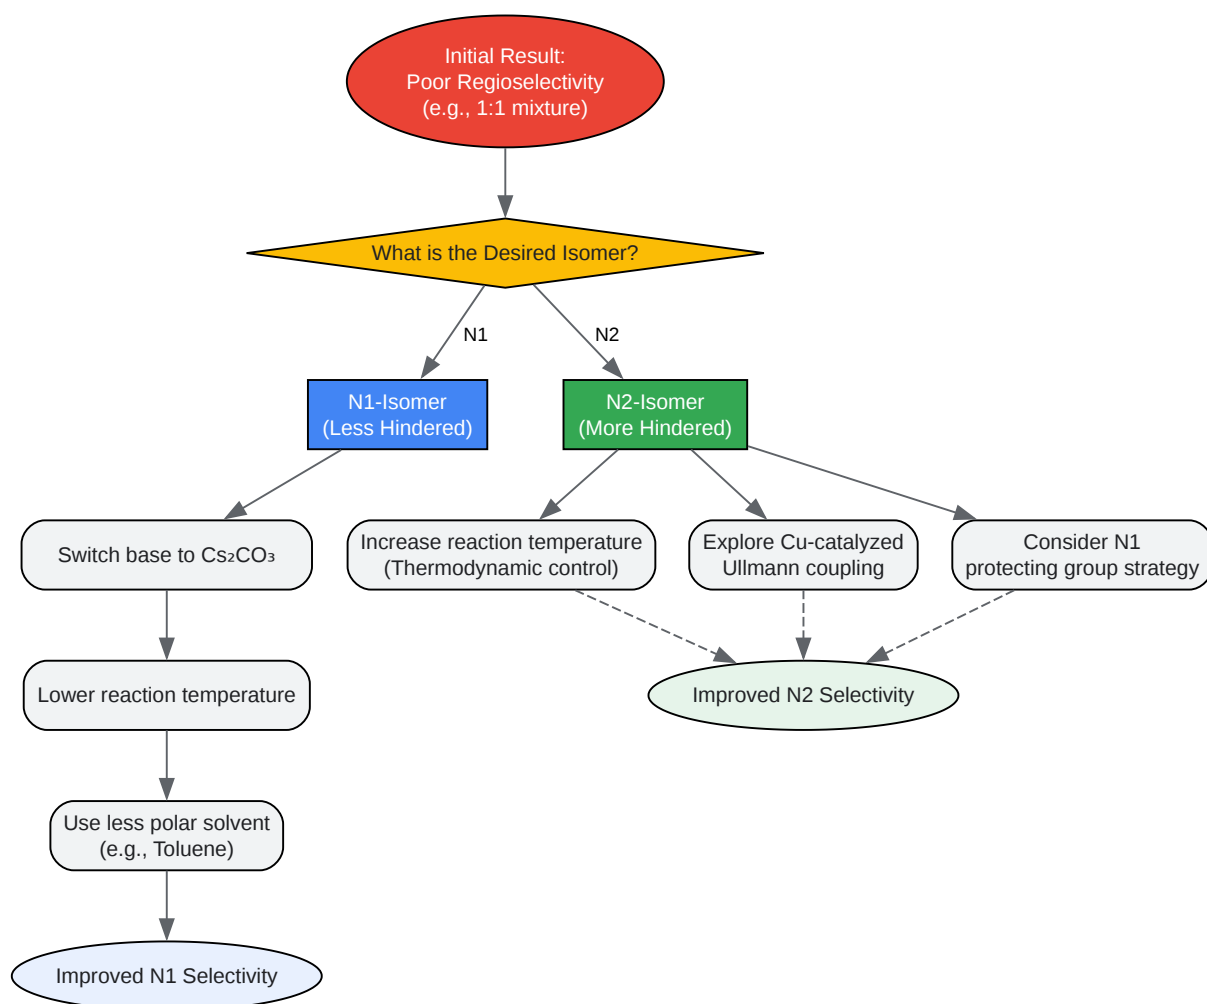 Initial Result:
Poor Regioselectivity
(e.g., 1:1 mixture)
What is the Desired Isomer?
N1
N2
N1-Isomer
(Less Hindered)
N2-Isomer
(More Hindered)
Switch base to Cs₂CO₃
Increase reaction temperature
(Thermodynamic control)
Explore Cu-catalyzed
Ullmann coupling
Consider N1
protecting group strategy
Lower reaction temperature
Improved N2 Selectivity
Use less polar solvent
(e.g., Toluene)
Improved N1 Selectivity